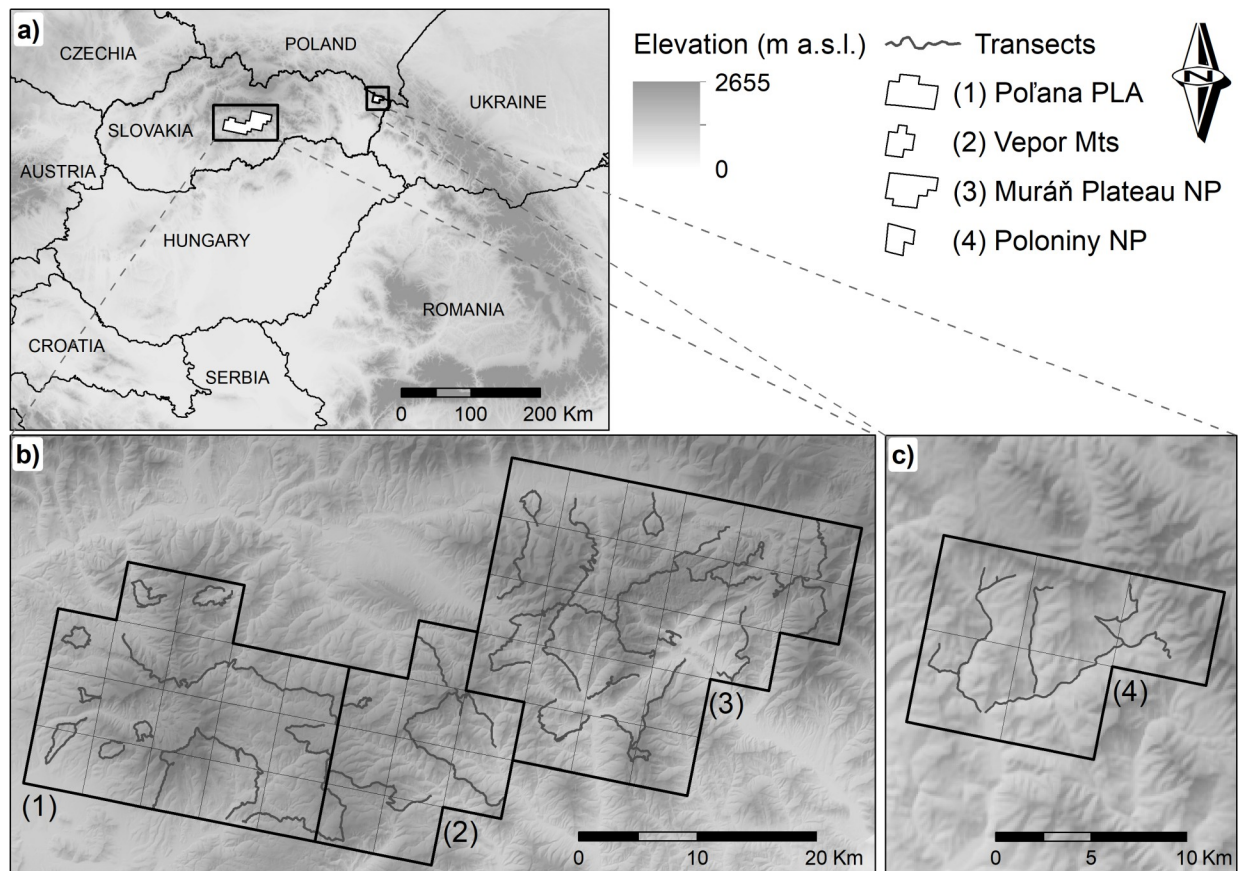 a)
CZECHIA
POLAND
UKRAINE
SLOVAKIA
AUSTRIA
HUNGARY
ROMANIA
CROATIA
SERBIA
0 100 200 Km
Elevation (m a.s.l.)
2655
0
Transects
(1) Poľana PLA
(2) Vepor Mts
(3) Muráň Plateau NP
(4) Poloniny NP
N
b)
(1)
(2)
(3)
0 10 20 Km
c)
(4)
0 5 10 Km